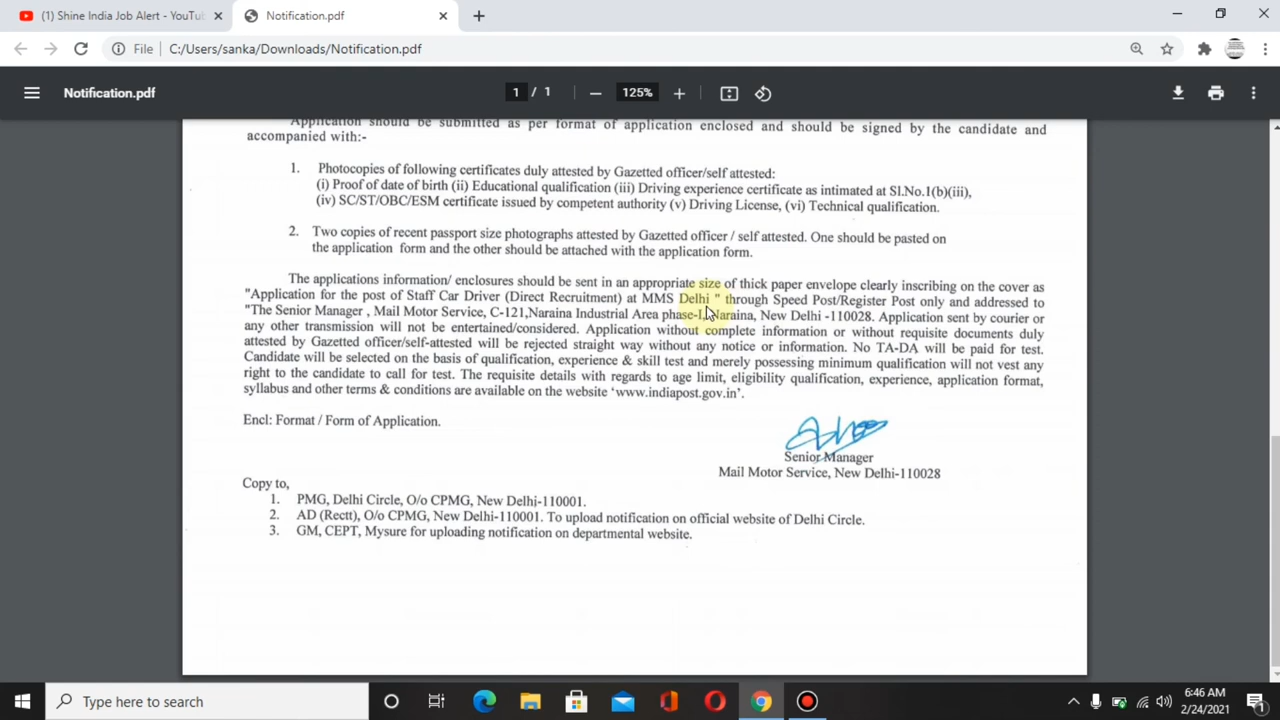 (1) Shine India Job Alert - YouTu
Notification.pdf
File
C:/Users/sanka/Downloads/Notification.pdf
Notification.pdf
1 / 1
125%
Application should be submitted as per format of application enclosed and should be signed by the candidate and
accompanied with:-
1. Photocopies of following certificates duly attested by Gazetted officer/self attested:
(i) Proof of date of birth (ii) Educational qualification (iii) Driving experience certificate as intimated at Sl.No.1(b)(iii),
(iv) SC/ST/OBC/ESM certificate issued by competent authority (v) Driving License, (vi) Technical qualification.
2. Two copies of recent passport size photographs attested by Gazetted officer / self attested. One should be pasted on
the application form and the other should be attached with the application form.
The applications information/ enclosures should be sent in an appropriate size of thick paper envelope clearly inscribing on the cover as
"Application for the post of Staff Car Driver (Direct Recruitment) at MMS Delhi " through Speed Post/Register Post only and addressed to
"The Senior Manager , Mail Motor Service, C-121,Naraina Industrial Area phase-I,Naraina, New Delhi -110028. Application sent by courier or
any other transmission will not be entertained/considered. Application without complete information or without requisite documents duly
attested by Gazetted officer/self-attested will be rejected straight way without any notice or information. No TA-DA will be paid for test.
Candidate will be selected on the basis of qualification, experience & skill test and merely possessing minimum qualification will not vest any
right to the candidate to call for test. The requisite details with regards to age limit, eligibility qualification, experience, application format,
syllabus and other terms & conditions are available on the website 'www.indiapost.gov.in'.
Encl: Format / Form of Application.
Senior Manager
Mail Motor Service, New Delhi-110028
Copy to,
1. PMG, Delhi Circle, O/o CPMG, New Delhi-110001.
2. AD (Rectt), O/o CPMG, New Delhi-110001. To upload notification on official website of Delhi Circle.
3. GM, CEPT, Mysure for uploading notification on departmental website.
Type here to search
6:46 AM
2/24/2021